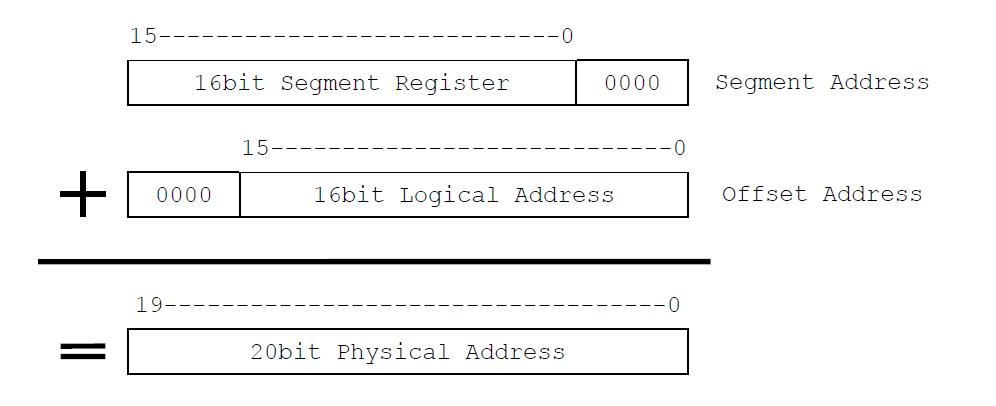 15----------------------------0
16bit Segment Register 0000 Segment Address
15----------------------------0
+ 0000 16bit Logical Address Offset Address
19-----------------------------------0
= 20bit Physical Address